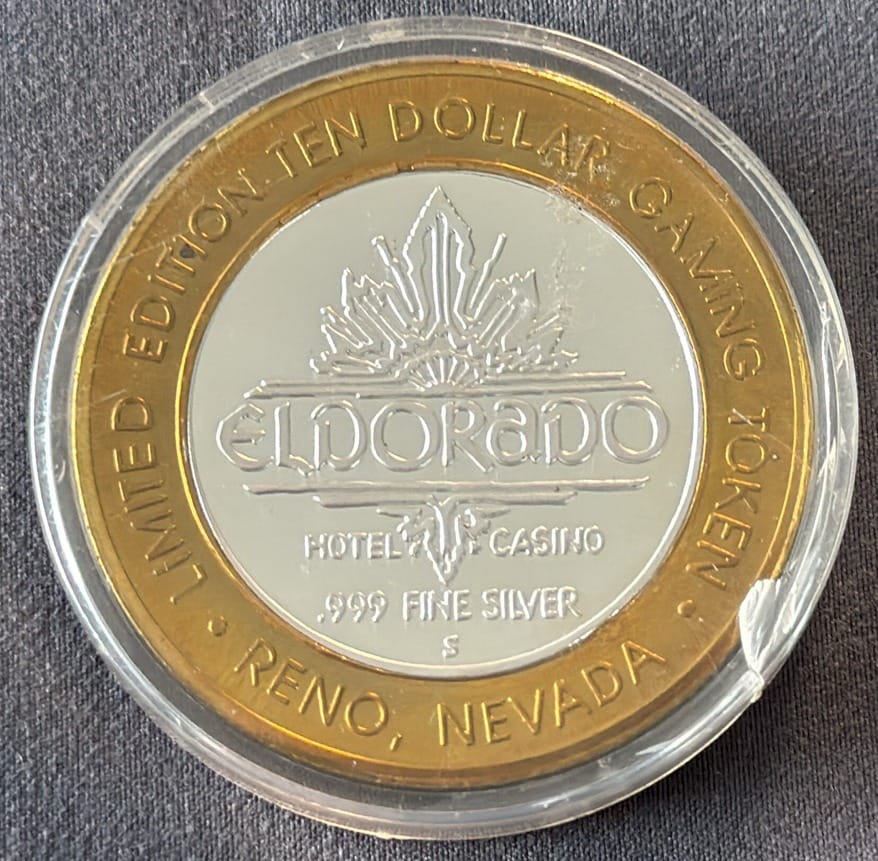 LIMITED EDITION TEN DOLLAR GAMING TOKEN
ELDORADO
HOTEL CASINO
.999 FINE SILVER
S
• RENO, NEVADA •